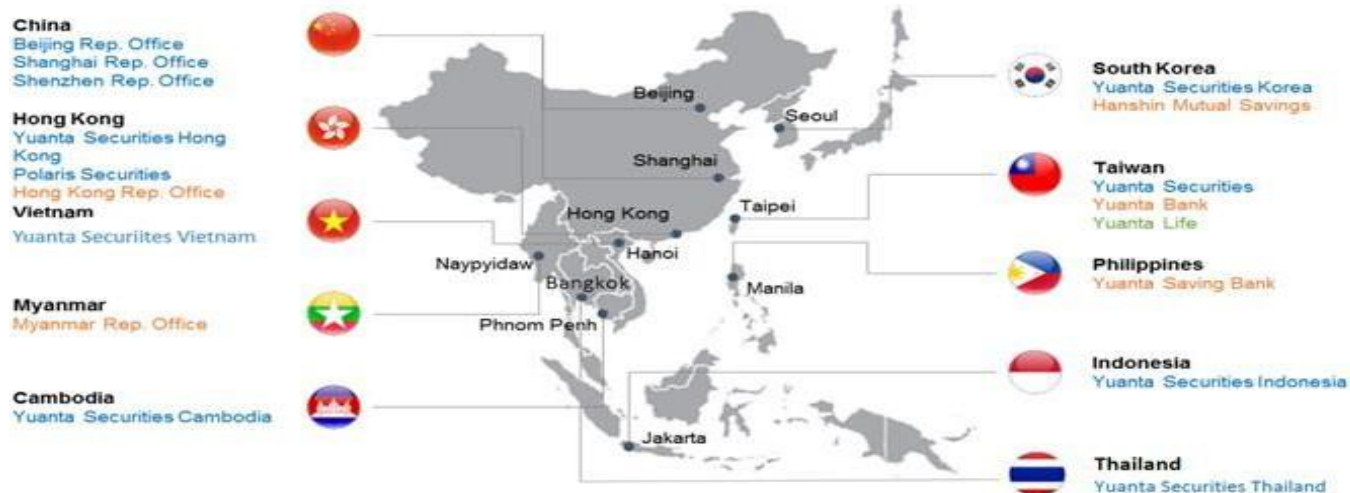 China
Beijing Rep. Office
Shanghai Rep. Office
Shenzhen Rep. Office
Hong Kong
Yuanta Securities Hong
Kong
Polaris Securities
Hong Kong Rep. Office
Vietnam
Yuanta Securiites Vietnam
Myanmar
Myanmar Rep. Office
Cambodia
Yuanta Securities Cambodia
Beijing
Seoul
Shanghai
Taipei
Hong Kong
Hanoi
Naypyidaw
Bangkok
Manila
Phnom Penh
Jakarta
South Korea
Yuanta Securities Korea
Hanshin Mutual Savings
Taiwan
Yuanta Securities
Yuanta Bank
Yuanta Life
Philippines
Yuanta Saving Bank
Indonesia
Yuanta Securities Indonesia
Thailand
Yuanta Securities Thailand